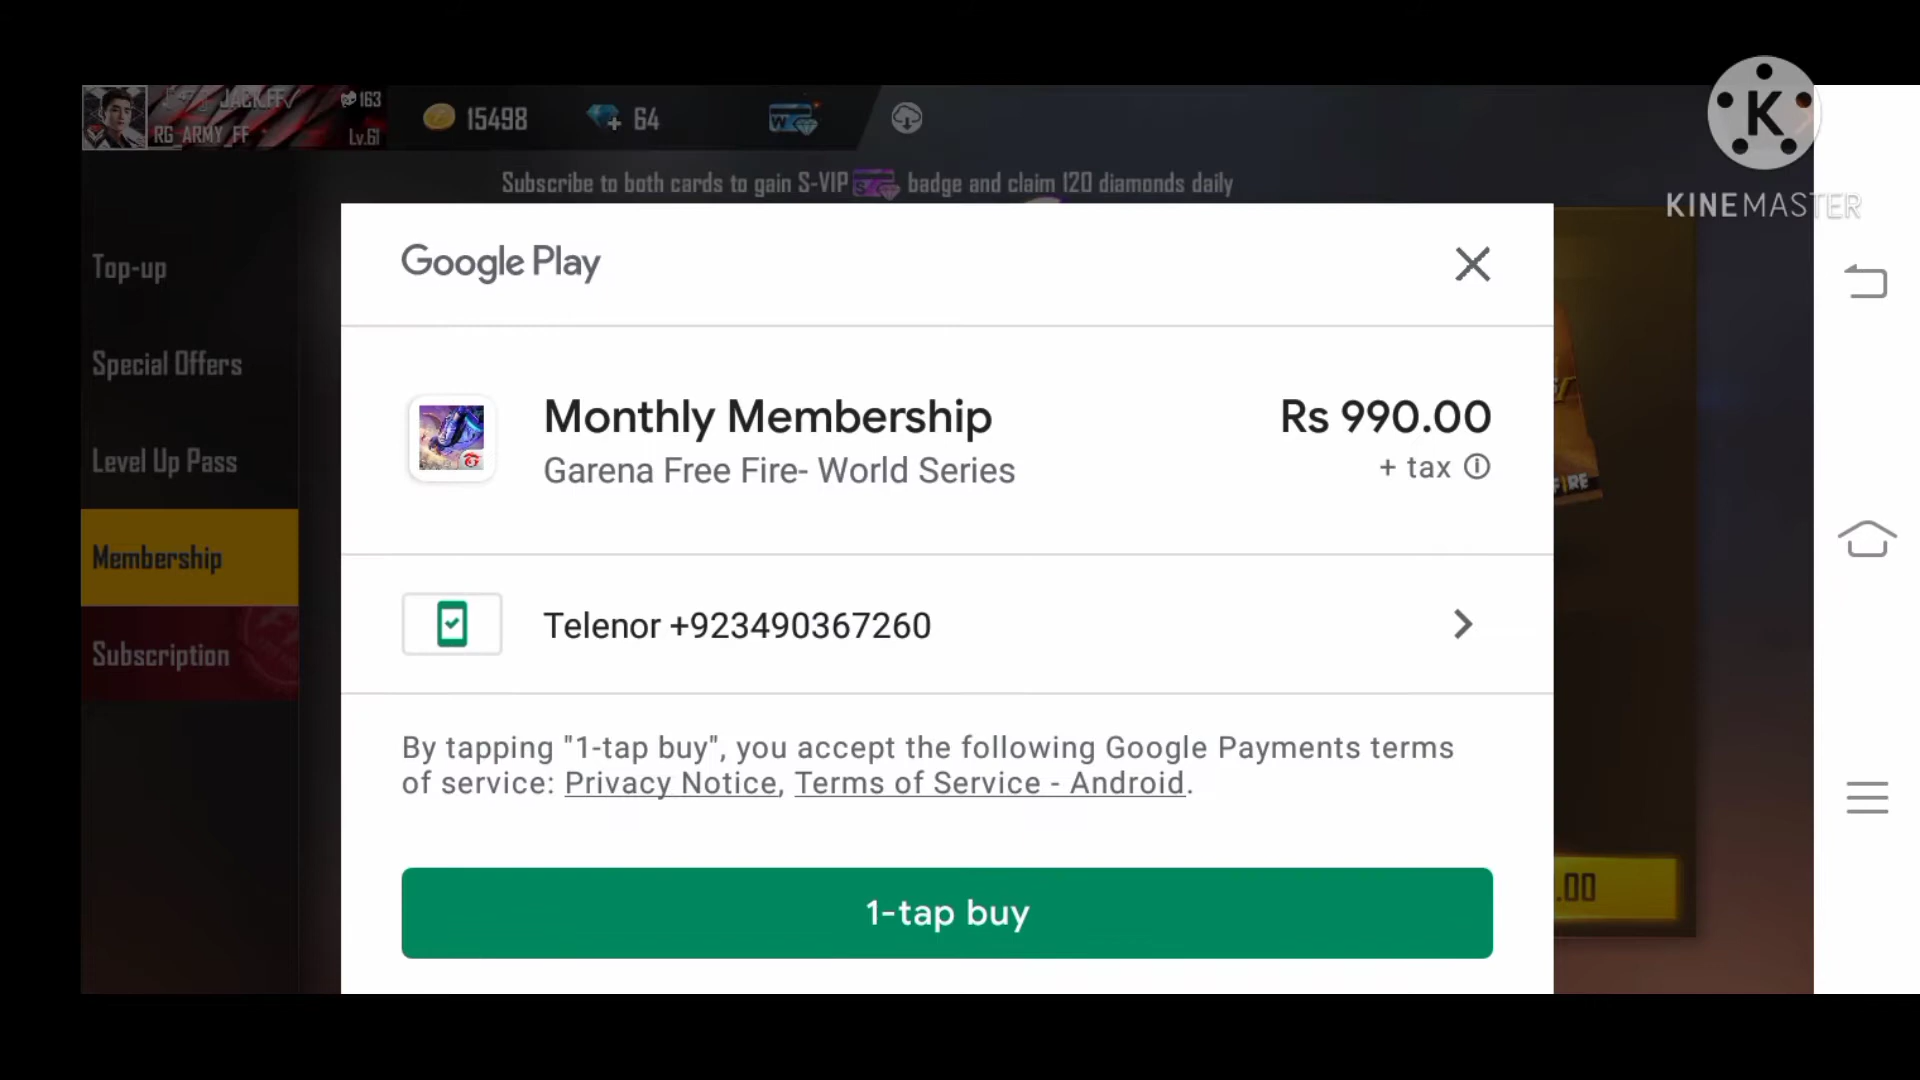 JACK.FF
163
RG_ARMY_FF
Lv.61
15498
64
K
KINEMASTER
Subscribe to both cards to gain S-VIP badge and claim 120 diamonds daily
Top-up
Special Offers
Level Up Pass
Membership
Subscription
Google Play
Monthly Membership
Rs 990.00
Garena Free Fire- World Series
+ tax
Telenor +923490367260
By tapping "1-tap buy", you accept the following Google Payments terms
of service: Privacy Notice, Terms of Service - Android.
1-tap buy
.00